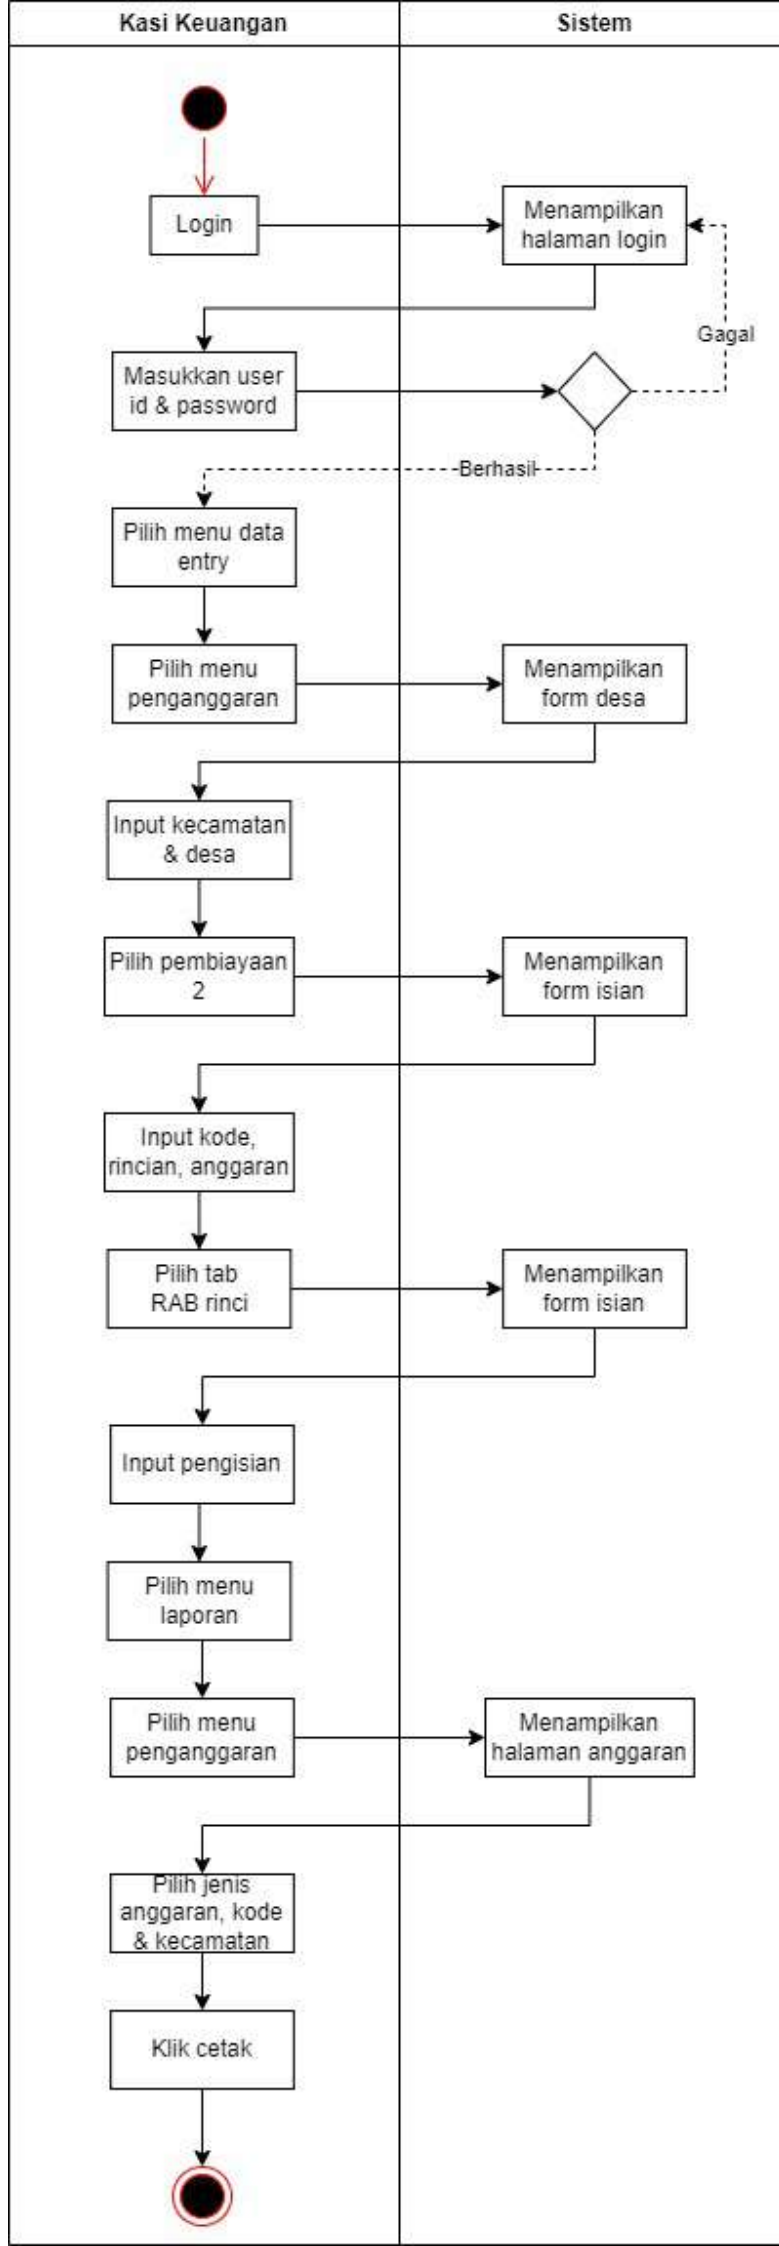 Kasi Keuangan
Sistem
Login
Menampilkan
halaman login
Gagal
Masukkan user
id & password
Berhasil
Pilih menu data
entry
Pilih menu
penganggaran
Menampilkan
form desa
Input kecamatan
& desa
Pilih pembiayaan
2
Menampilkan
form isian
Input kode,
rincian, anggaran
Pilih tab
RAB rinci
Menampilkan
form isian
Input pengisian
Pilih menu
laporan
Pilih menu
penganggaran
Menampilkan
halaman anggaran
Pilih jenis
anggaran, kode
& kecamatan
Klik cetak